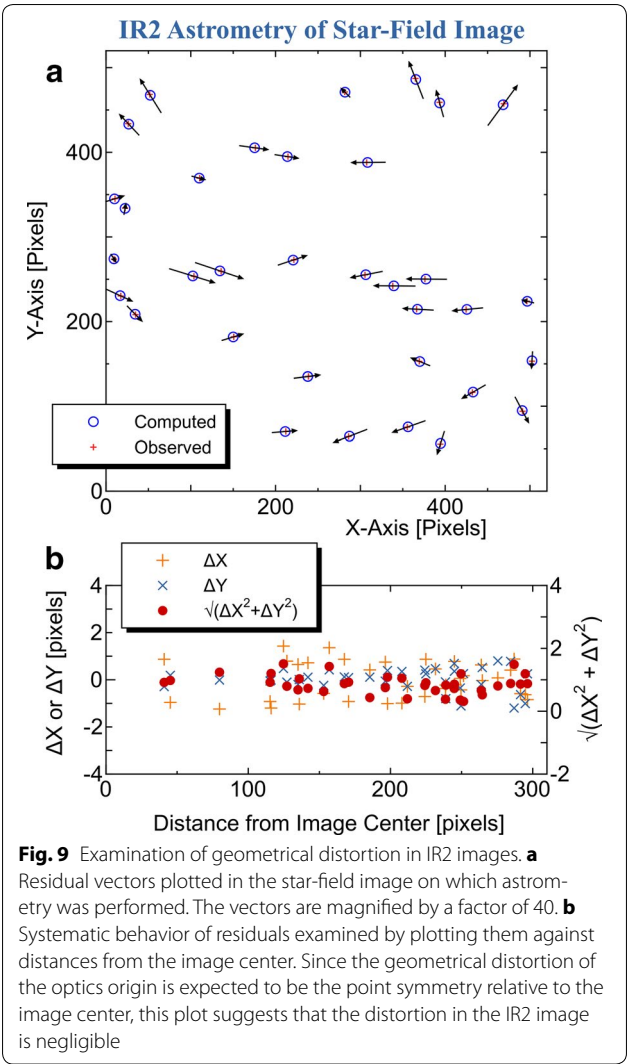 IR2 Astrometry of Star-Field Image
a
400
200
0
Y-Axis [Pixels]
Computed
Observed
0
200
400
X-Axis [Pixels]
b
ΔX
ΔY
√(ΔX²+ΔY²)
4
2
0
-2
-4
ΔX or ΔY [pixels]
4
2
0
-2
√(ΔX² + ΔY²)
0
100
200
300
Distance from Image Center [pixels]
Fig. 9 Examination of geometrical distortion in IR2 images. a
Residual vectors plotted in the star-field image on which astrom-
etry was performed. The vectors are magnified by a factor of 40. b
Systematic behavior of residuals examined by plotting them against
distances from the image center. Since the geometrical distortion of
the optics origin is expected to be the point symmetry relative to the
image center, this plot suggests that the distortion in the IR2 image
is negligible